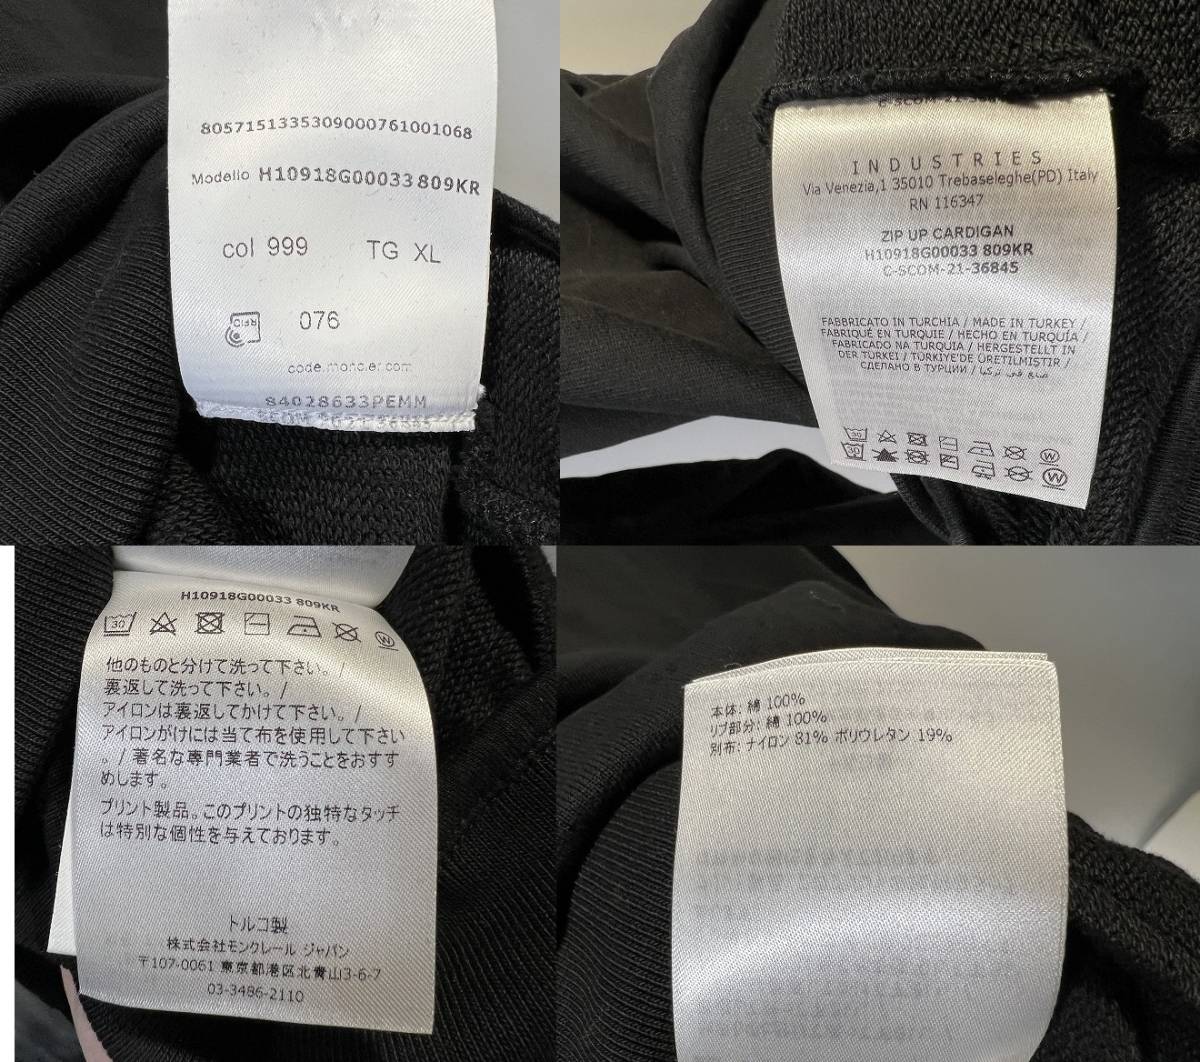 8057151335309000761001068
Modello H10918G00033 809KR
col 999 TG XL
RFID
076
code.moncler.com
84028633PEMM
INDUSTRIES
Via Venezia,1 35010 Trebaseleghe(PD) Italy
RN 116347
ZIP UP CARDIGAN
H10918G00033 809KR
C-SCOM-21-36845
FABBRICATO IN TURCHIA / MADE IN TURKEY /
FABRIQUÉ EN TURQUIE / HECHO EN TURQUÍA /
FABRICADO NA TURQUIA / HERGESTELLT IN
DER TÜRKEI / TÜRKIYE'DE ÜRETILMISTIR /
СДЕЛАНО В ТУРЦИИ / صنع في تركيا
30
W
30
W
H10918G00033 809KR
30
W
他のものと分けて洗って下さい。/
裏返して洗って下さい。/
アイロンは裏返してかけて下さい。/
アイロンがけには当て布を使用して下さい
。/ 著名な専門業者で洗うことをおすす
めします。
プリント製品。このプリントの独特なタッチ
は特別な個性を与えております。
トルコ製
株式会社モンクレール ジャパン
〒107-0061 東京都港区北青山3-6-7
03-3486-2110
本体: 綿 100%
リブ部分: 綿 100%
別布: ナイロン 81% ポリウレタン 19%